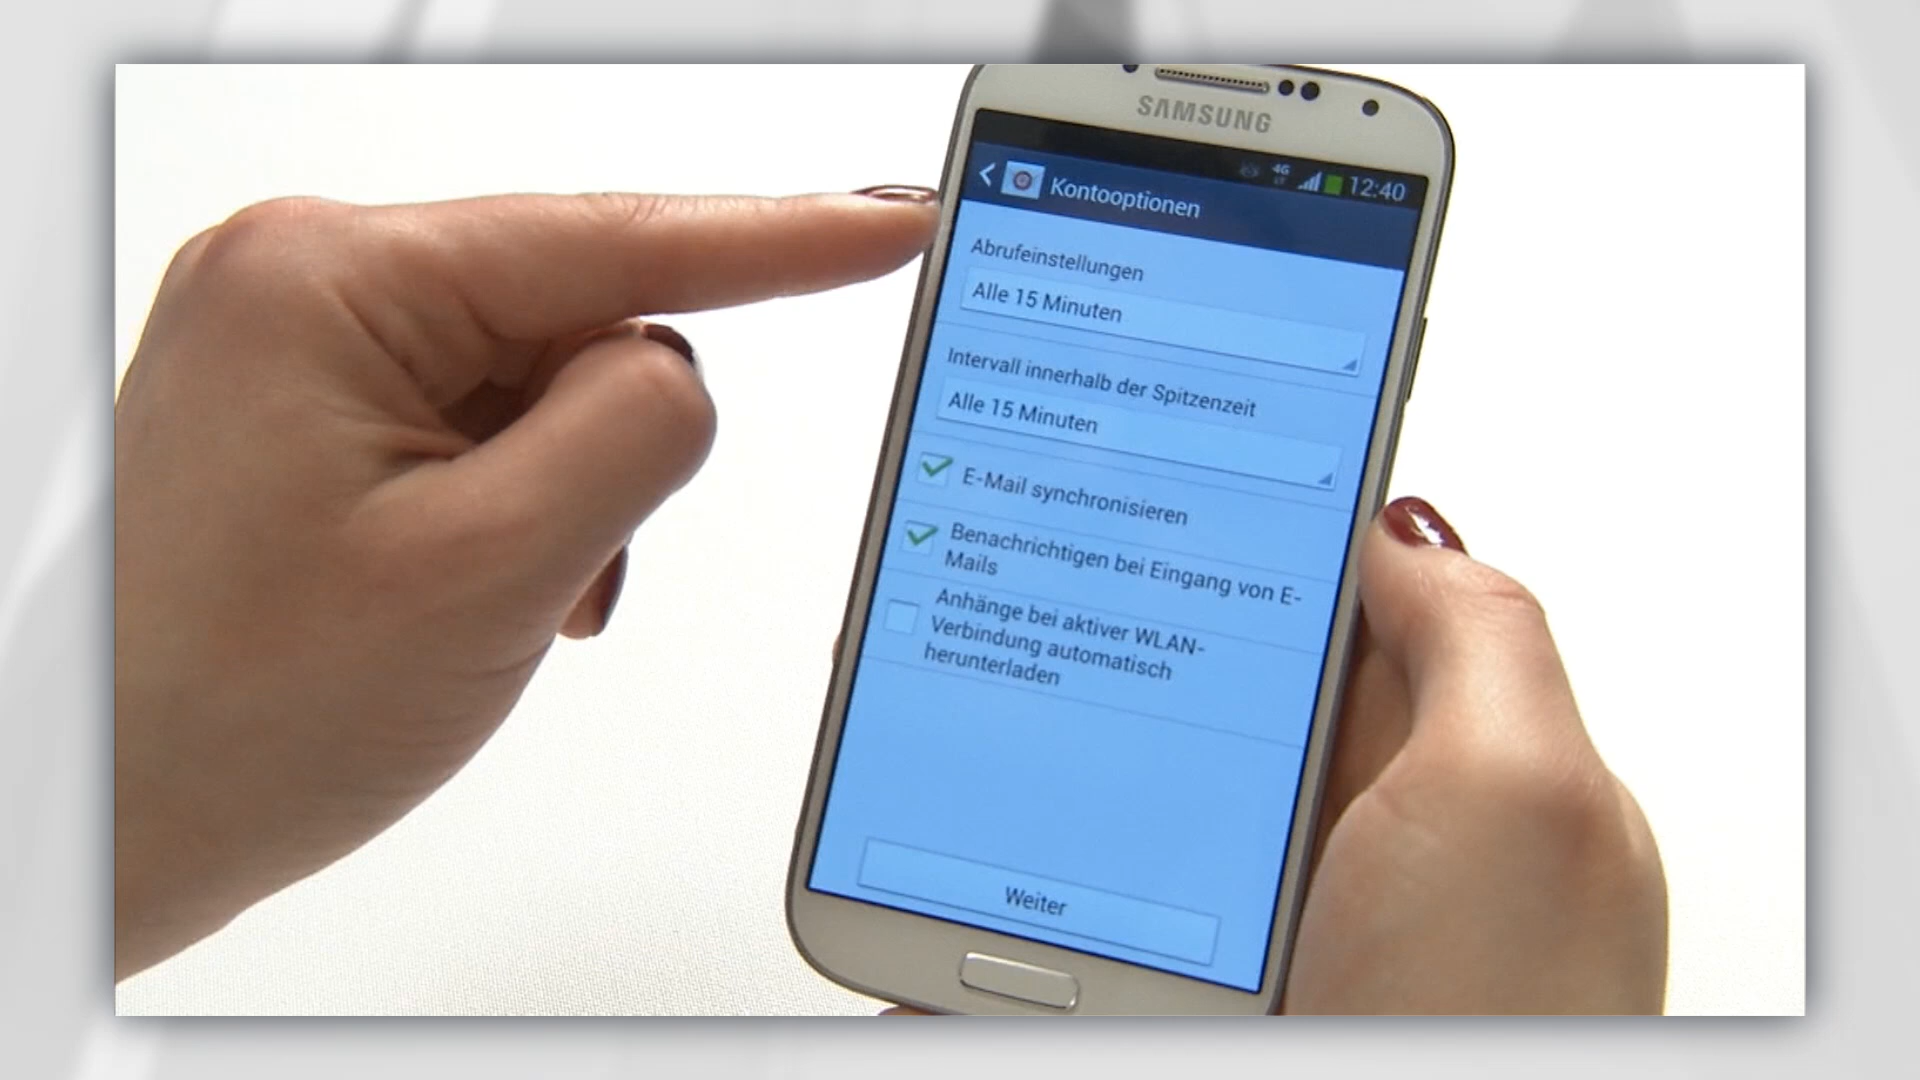 SAMSUNG
4G
12:40
Kontooptionen
Abrufeinstellungen
Alle 15 Minuten
Intervall innerhalb der Spitzenzeit
Alle 15 Minuten
E-Mail synchronisieren
Benachrichtigen bei Eingang von E-
Mails
Anhänge bei aktiver WLAN-
Verbindung automatisch
herunterladen
Weiter